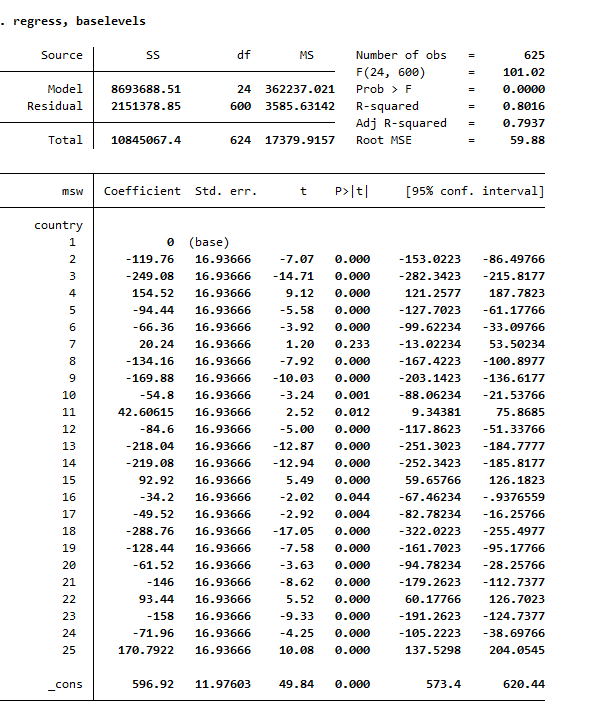 . regress, baselevels
Source SS df MS Number of obs = 625
F(24, 600) = 101.02
Model 8693688.51 24 362237.021 Prob > F = 0.0000
Residual 2151378.85 600 3585.63142 R-squared = 0.8016
Adj R-squared = 0.7937
Total 10845067.4 624 17379.9157 Root MSE = 59.88
msw Coefficient Std. err. t P>|t| [95% conf. interval]
country
1 0 (base)
2 -119.76 16.93666 -7.07 0.000 -153.0223 -86.49766
3 -249.08 16.93666 -14.71 0.000 -282.3423 -215.8177
4 154.52 16.93666 9.12 0.000 121.2577 187.7823
5 -94.44 16.93666 -5.58 0.000 -127.7023 -61.17766
6 -66.36 16.93666 -3.92 0.000 -99.62234 -33.09766
7 20.24 16.93666 1.20 0.233 -13.02234 53.50234
8 -134.16 16.93666 -7.92 0.000 -167.4223 -100.8977
9 -169.88 16.93666 -10.03 0.000 -203.1423 -136.6177
10 -54.8 16.93666 -3.24 0.001 -88.06234 -21.53766
11 42.60615 16.93666 2.52 0.012 9.34381 75.8685
12 -84.6 16.93666 -5.00 0.000 -117.8623 -51.33766
13 -218.04 16.93666 -12.87 0.000 -251.3023 -184.7777
14 -219.08 16.93666 -12.94 0.000 -252.3423 -185.8177
15 92.92 16.93666 5.49 0.000 59.65766 126.1823
16 -34.2 16.93666 -2.02 0.044 -67.46234 -.9376559
17 -49.52 16.93666 -2.92 0.004 -82.78234 -16.25766
18 -288.76 16.93666 -17.05 0.000 -322.0223 -255.4977
19 -128.44 16.93666 -7.58 0.000 -161.7023 -95.17766
20 -61.52 16.93666 -3.63 0.000 -94.78234 -28.25766
21 -146 16.93666 -8.62 0.000 -179.2623 -112.7377
22 93.44 16.93666 5.52 0.000 60.17766 126.7023
23 -158 16.93666 -9.33 0.000 -191.2623 -124.7377
24 -71.96 16.93666 -4.25 0.000 -105.2223 -38.69766
25 170.7922 16.93666 10.08 0.000 137.5298 204.0545
_cons 596.92 11.97603 49.84 0.000 573.4 620.44